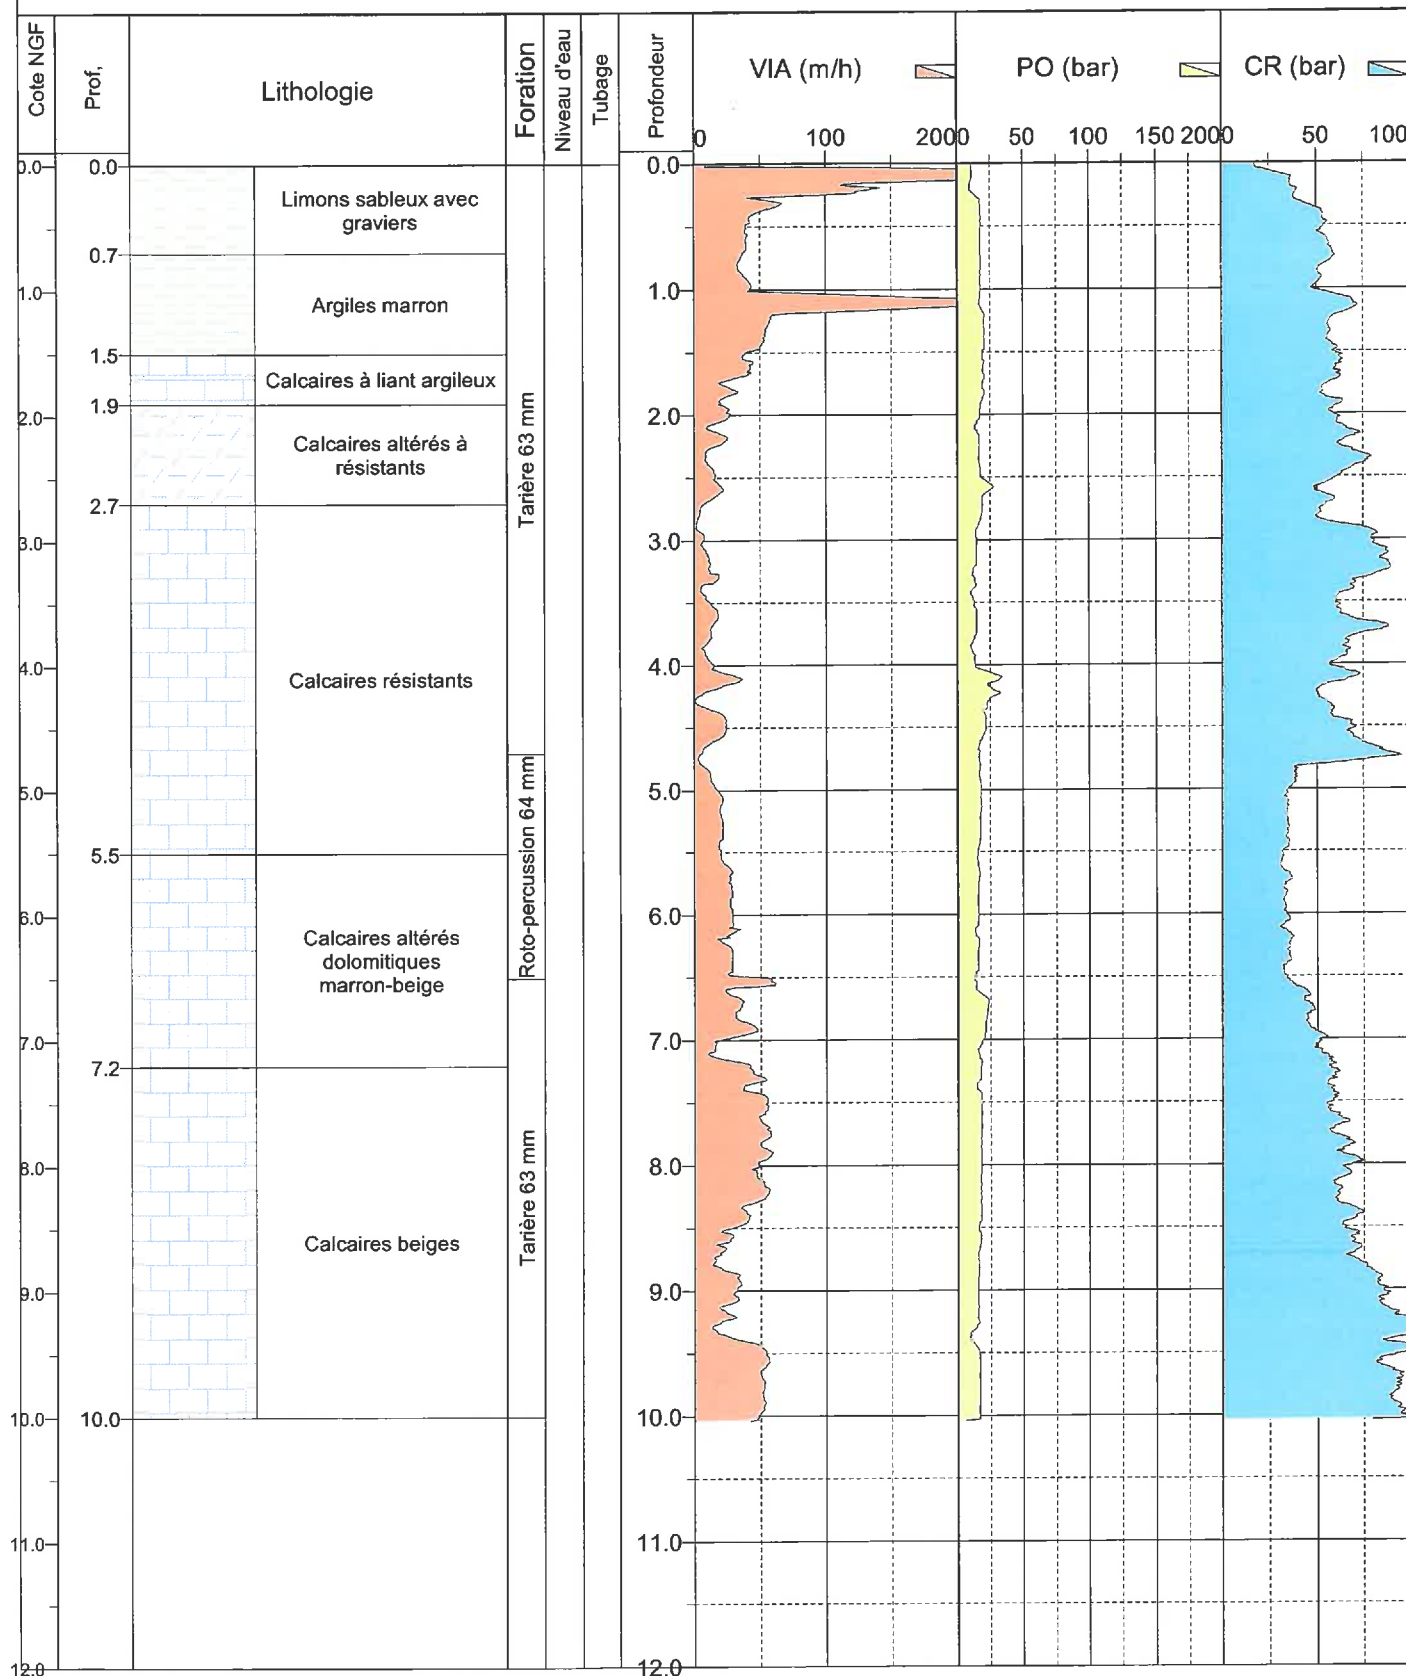 Cote NGF
Prof,
Lithologie
Foration
Niveau d'eau
Tubage
Profondeur
VIA (m/h)
PO (bar)
CR (bar)
0 100 200 0 50 100 150 200 0 50 100
0.0 0.0 0.0
Limons sableux avec
graviers
0.7
1.0 1.0
Argiles marron
1.5
Calcaires à liant argileux
1.9
2.0 2.0
Calcaires altérés à
résistants
2.7
Tarière 63 mm
3.0 3.0
4.0 4.0
Calcaires résistants
5.0 5.0
Roto-percussion 64 mm
5.5
6.0 6.0
Calcaires altérés
dolomitiques
marron-beige
7.0 7.0
7.2
8.0 8.0
Tarière 63 mm
Calcaires beiges
9.0 9.0
10.0 10.0 10.0
11.0 11.0
12.0 12.0